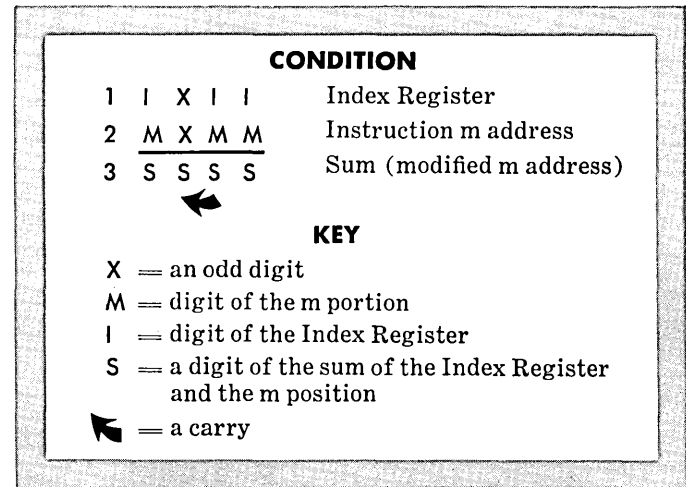 CONDITION
1 I X I I Index Register
2 M X M M Instruction m address
3 S S S S Sum (modified m address)
KEY
X = an odd digit
M = digit of the m portion
I = digit of the Index Register
S = a digit of the sum of the Index Register
and the m position
= a carry